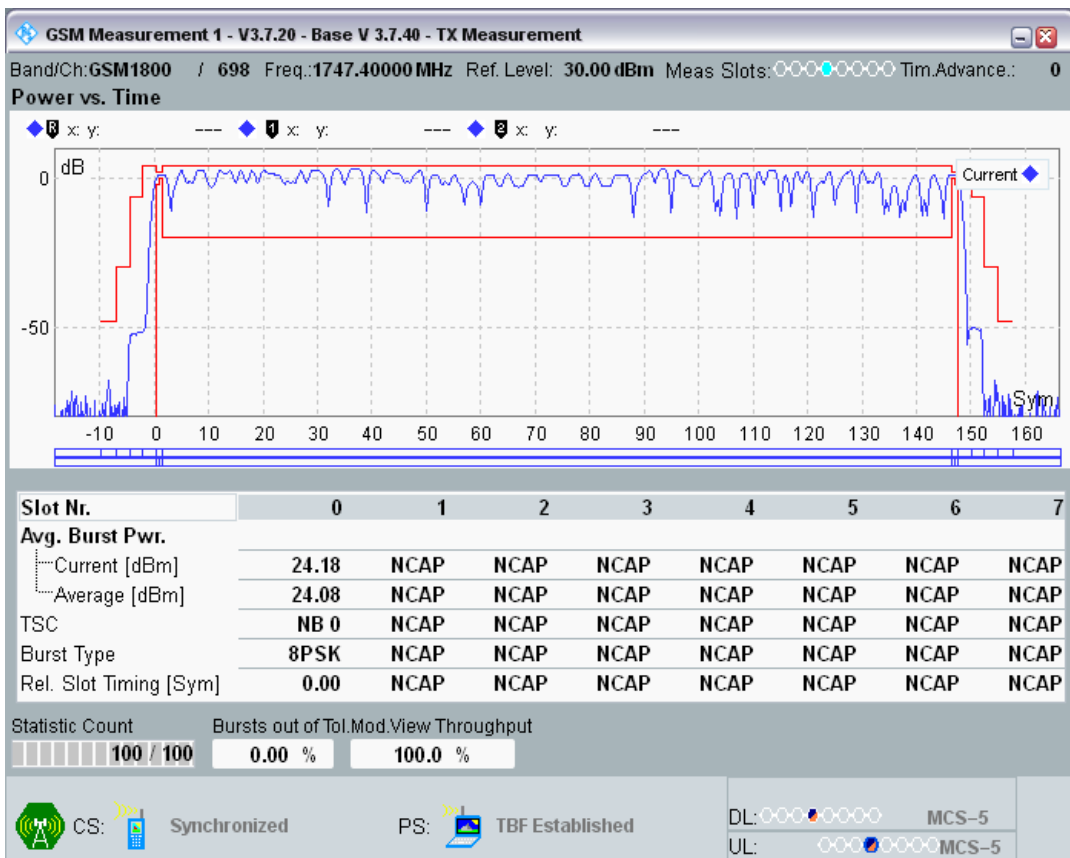 GSM Measurement 1 - V3.7.20 - Base V 3.7.40 - TX Measurement
Band/Ch:GSM1800 / 698 Freq.:1747.40000 MHz Ref. Level: 30.00 dBm Meas Slots: Tim.Advance.: 0
Power vs. Time
R x: y: --- 1 x: y: --- 2 x: y: ---
dB
Current
0
-50
Sym
-10 0 10 20 30 40 50 60 70 80 90 100 110 120 130 140 150 160
Slot Nr. 0 1 2 3 4 5 6 7
Avg. Burst Pwr.
Current [dBm] 24.18 NCAP NCAP NCAP NCAP NCAP NCAP NCAP
Average [dBm] 24.08 NCAP NCAP NCAP NCAP NCAP NCAP NCAP
TSC NB 0 NCAP NCAP NCAP NCAP NCAP NCAP NCAP
Burst Type 8PSK NCAP NCAP NCAP NCAP NCAP NCAP NCAP
Rel. Slot Timing [Sym] 0.00 NCAP NCAP NCAP NCAP NCAP NCAP NCAP
Statistic Count Bursts out of Tol.Mod.View Throughput
100 / 100 0.00 % 100.0 %
CS: Synchronized PS: TBF Established
DL: MCS-5
UL: MCS-5